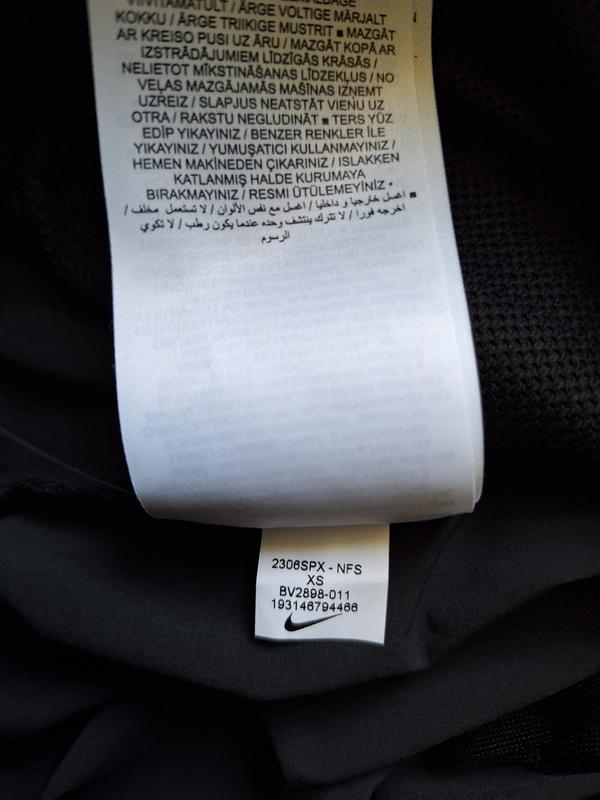 VIIVITAMATULT / ÄRGE VOLTIGE MÄRJALT
KOKKU / ÄRGE TRIIKIGE MUSTRIT ■ MAZGĀT
AR KREISO PUSI UZ ĀRU / MAZGĀT KOPĀ AR
IZSTRĀDĀJUMIEM LĪDZĪGĀS KRĀSĀS /
NELIETOT MĪKSTINĀŠANAS LĪDZEKĻUS / NO
VEĻAS MAZGĀJAMĀS MAŠĪNAS IZŅEMT
UZREIZ / SLAPJUS NEATSTĀT VIENU UZ
OTRA / RAKSTU NEGLUDINĀT ■ TERS YÜZ
EDİP YIKAYINIZ / BENZER RENKLER İLE
YIKAYINIZ / YUMUŞATICI KULLANMAYINIZ /
HEMEN MAKİNEDEN ÇIKARINIZ / ISLAKKEN
KATLANMIŞ HALDE KURUMAYA
BIRAKMAYINIZ / RESMI ÜTÜLEMEYİNİZ •
■ اغسل خارجيا و داخليا / اغسل مع نفس الألوان / لا تستعمل مخلف /
اخرجه فورا / لا تترك ينتشف وحده عندما يكون رطب / لا تكوي
الرسوم
2306SPX - NFS
XS
BV2898-011
193146794466